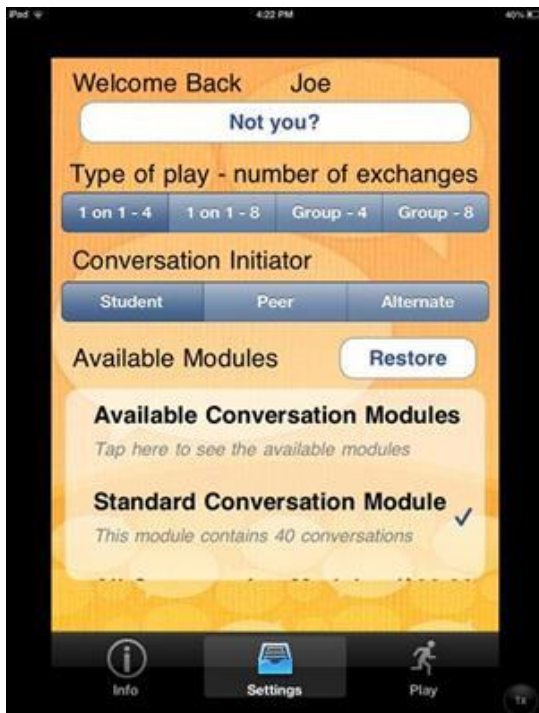 iPod 4:22 PM 40%
Welcome Back Joe
Not you?
Type of play - number of exchanges
1 on 1 - 4 1 on 1 - 8 Group - 4 Group - 8
Conversation Initiator
Student Peer Alternate
Available Modules Restore
Available Conversation Modules
Tap here to see the available modules
Standard Conversation Module
This module contains 40 conversations
Info Settings Play
1x